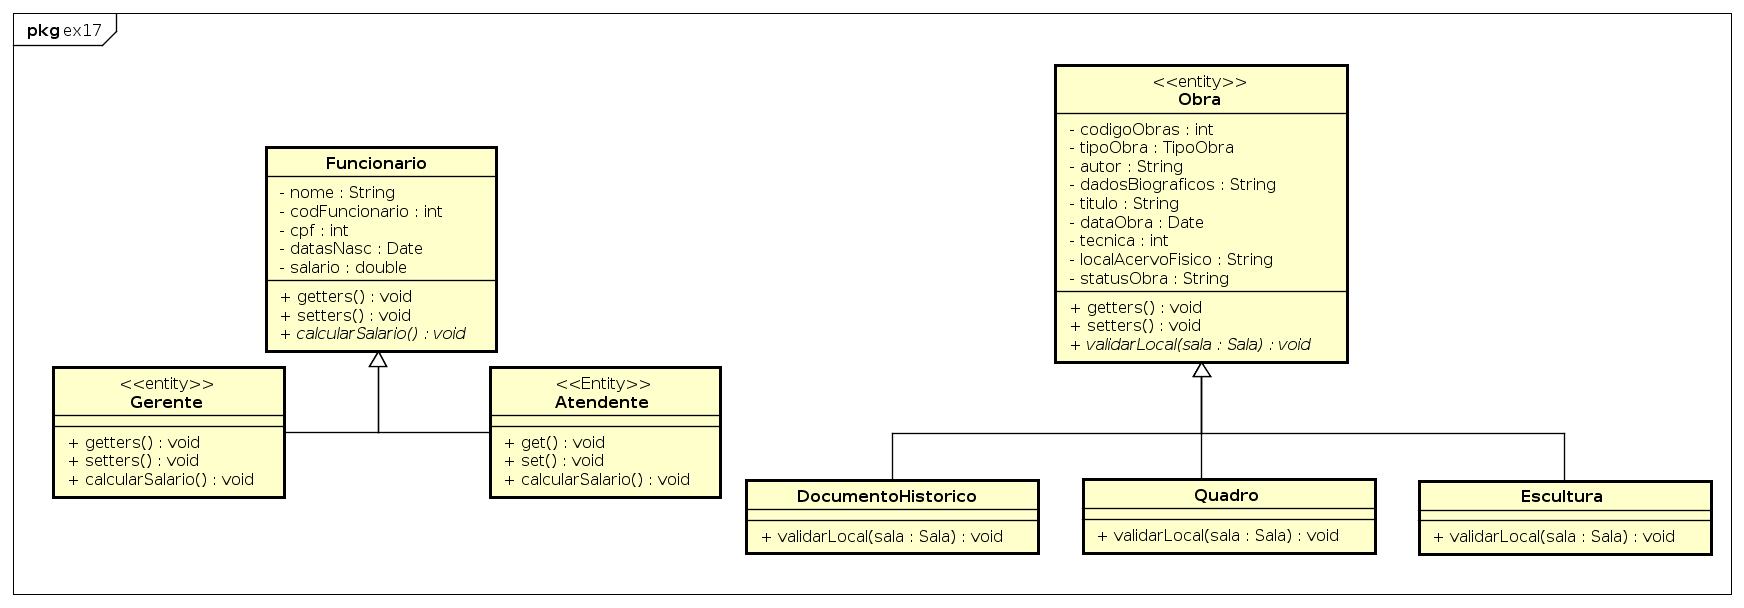 pkg ex17
Funcionario
- nome : String
- codFuncionario : int
- cpf : int
- datasNasc : Date
- salario : double
+ getters() : void
+ setters() : void
+ calcularSalario() : void
<<entity>>
Gerente
+ getters() : void
+ setters() : void
+ calcularSalario() : void
<<Entity>>
Atendente
+ get() : void
+ set() : void
+ calcularSalario() : void
<<entity>>
Obra
- codigoObras : int
- tipoObra : TipoObra
- autor : String
- dadosBiograficos : String
- titulo : String
- dataObra : Date
- tecnica : int
- localAcervoFisico : String
- statusObra : String
+ getters() : void
+ setters() : void
+ validarLocal(sala : Sala) : void
DocumentoHistorico
+ validarLocal(sala : Sala) : void
Quadro
+ validarLocal(sala : Sala) : void
Escultura
+ validarLocal(sala : Sala) : void